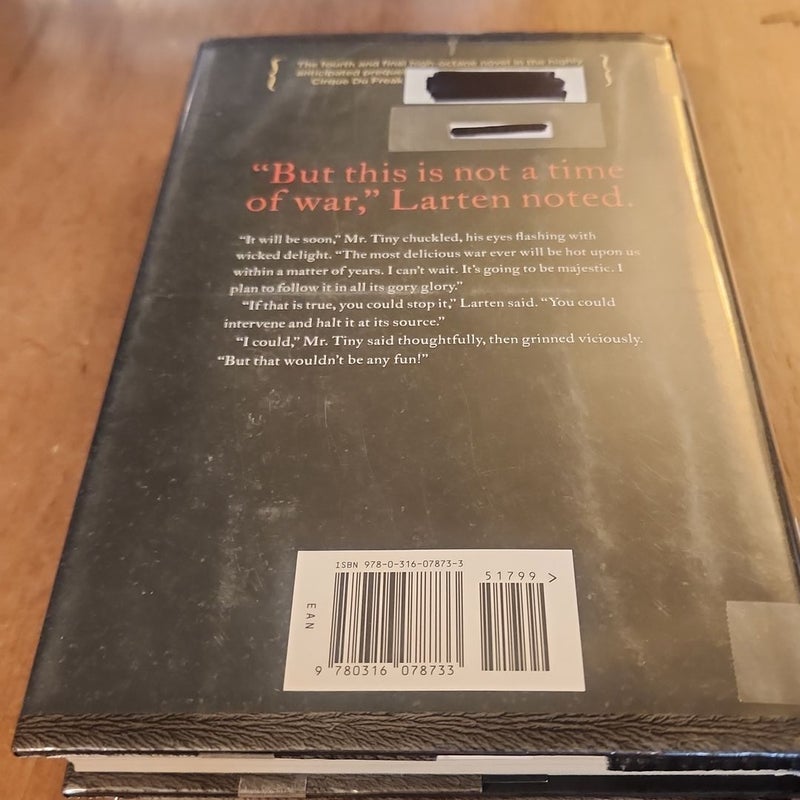 The fourth and final high-octane novel in the highly
anticipated preque
Cirque Du Freak
“But this is not a time
of war,” Larten noted.
“It will be soon,” Mr. Tiny chuckled, his eyes flashing with
wicked delight. “The most delicious war ever will be hot upon us
within a matter of years. I can’t wait. It’s going to be majestic. I
plan to follow it in all its gory glory.”
“If that is true, you could stop it,” Larten said. “You could
intervene and halt it at its source.”
“I could,” Mr. Tiny said thoughtfully, then grinned viciously.
“But that wouldn’t be any fun!”
ISBN 978-0-316-07873-3
51799 >
EAN
9 780316 078733